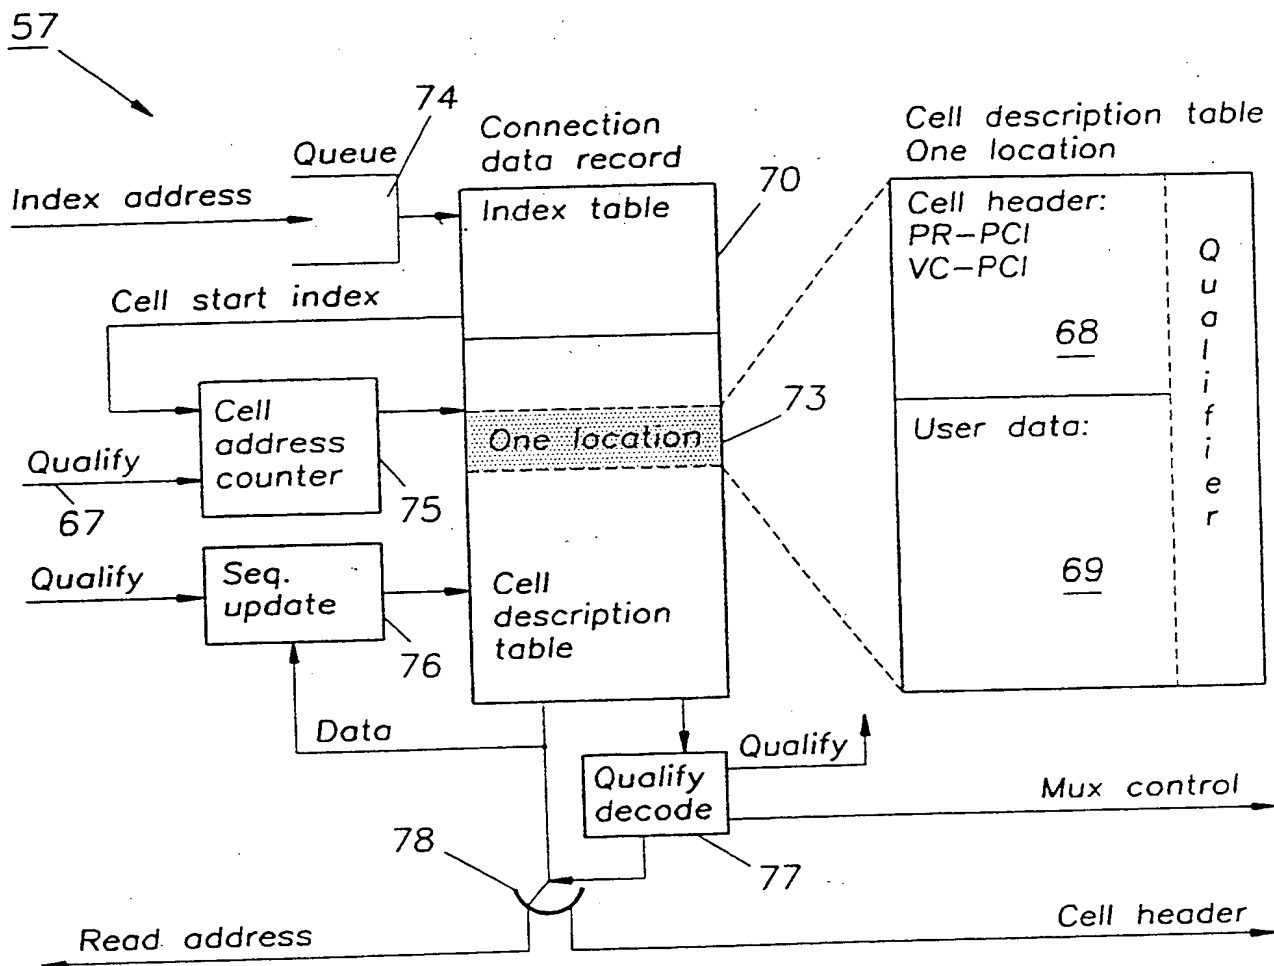 57
74
Queue
Connection
data record
Cell description table
One location
Index address
Index table
70
Cell header:
PR-PCI
VC-PCI
68
Qualifier
Cell start index
Cell
address
counter
One location
73
User data:
Qualify
67
75
Qualify
Seq.
update
76
Cell
description
table
69
Data
Qualify
Qualify
decode
Mux control
78
77
Read address
Cell header